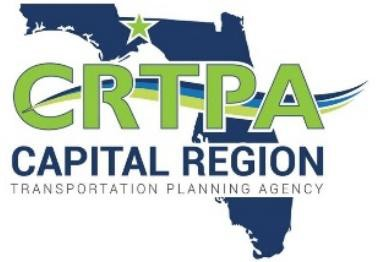 CRTPA
CAPITAL REGION
TRANSPORTATION PLANNING AGENCY